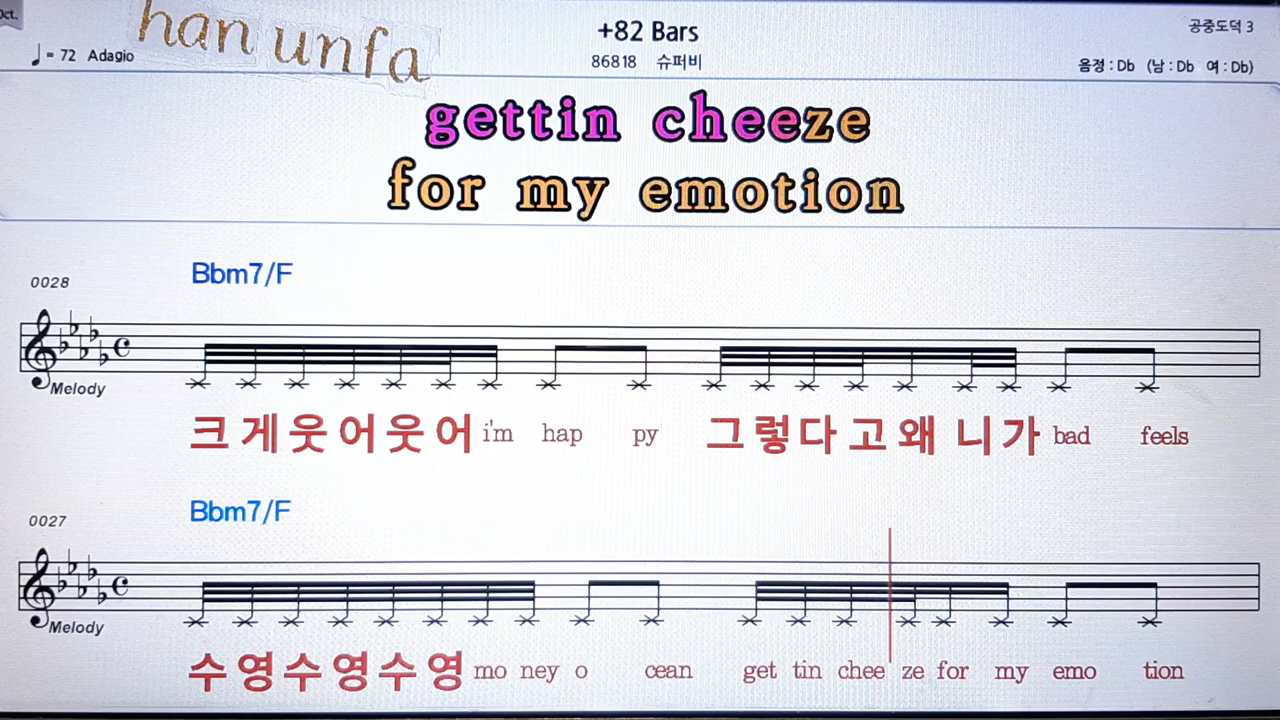 Oct.
han unfa
♩= 72 Adagio
+82 Bars
86818 슈퍼비
공중도덕 3
음정 : Db (남 : Db 여 : Db)
gettin cheeze
for my emotion
0028
Bbm7/F
Melody
크 게 웃 어 웃 어 i'm hap py 그 렇 다 고 왜 니 가 bad feels
0027
Bbm7/F
Melody
수 영 수 영 수 영 mo ney o cean get tin chee ze for my emo tion